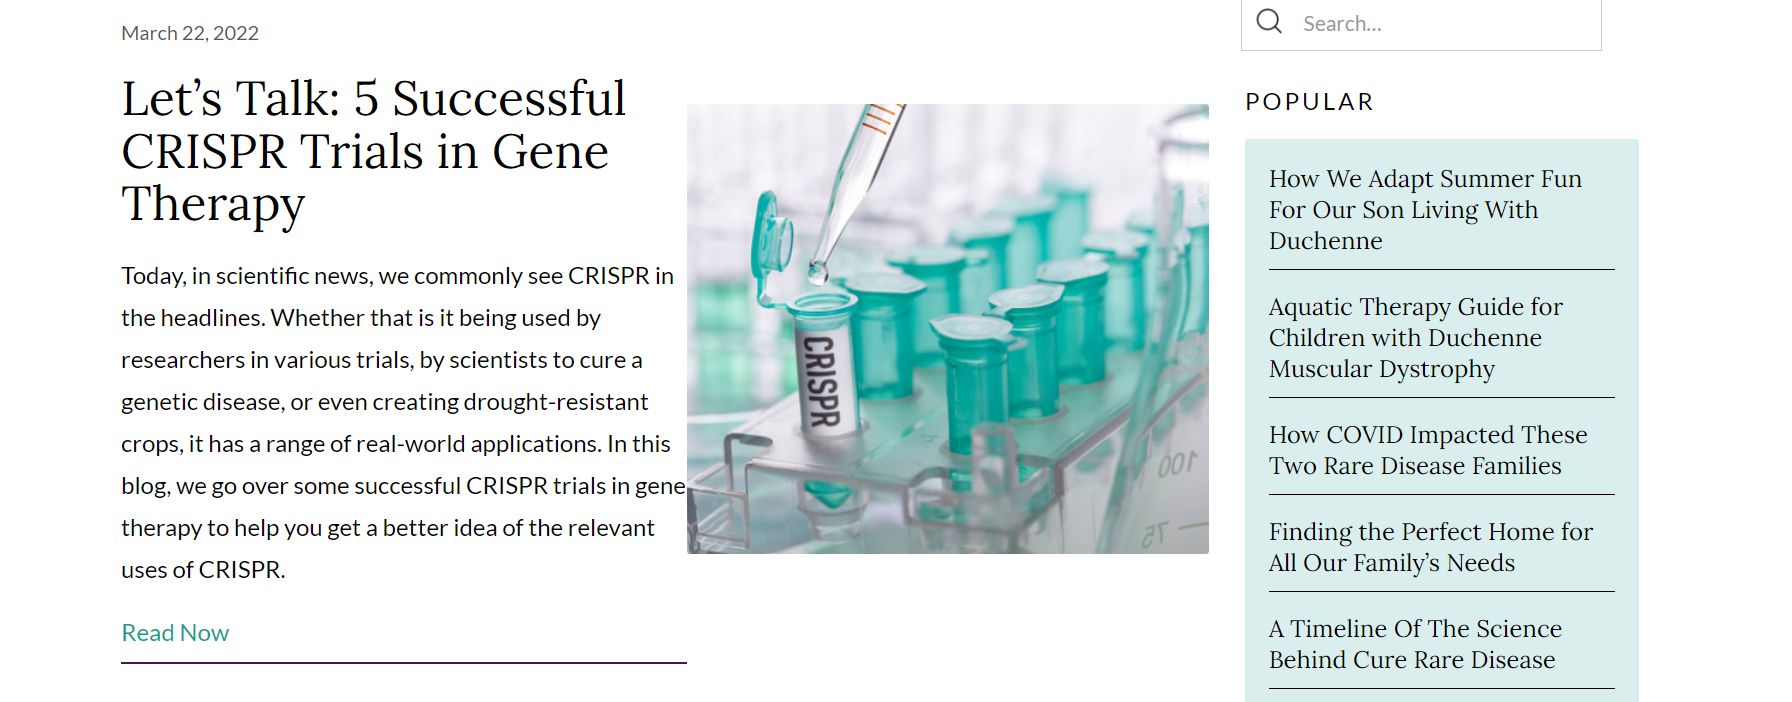 March 22, 2022
Let’s Talk: 5 Successful
CRISPR Trials in Gene
Therapy
Today, in scientific news, we commonly see CRISPR in
the headlines. Whether that is it being used by
researchers in various trials, by scientists to cure a
genetic disease, or even creating drought-resistant
crops, it has a range of real-world applications. In this
blog, we go over some successful CRISPR trials in gene
therapy to help you get a better idea of the relevant
uses of CRISPR.
Read Now
CRISPR
100
75
Search...
POPULAR
How We Adapt Summer Fun
For Our Son Living With
Duchenne
Aquatic Therapy Guide for
Children with Duchenne
Muscular Dystrophy
How COVID Impacted These
Two Rare Disease Families
Finding the Perfect Home for
All Our Family’s Needs
A Timeline Of The Science
Behind Cure Rare Disease